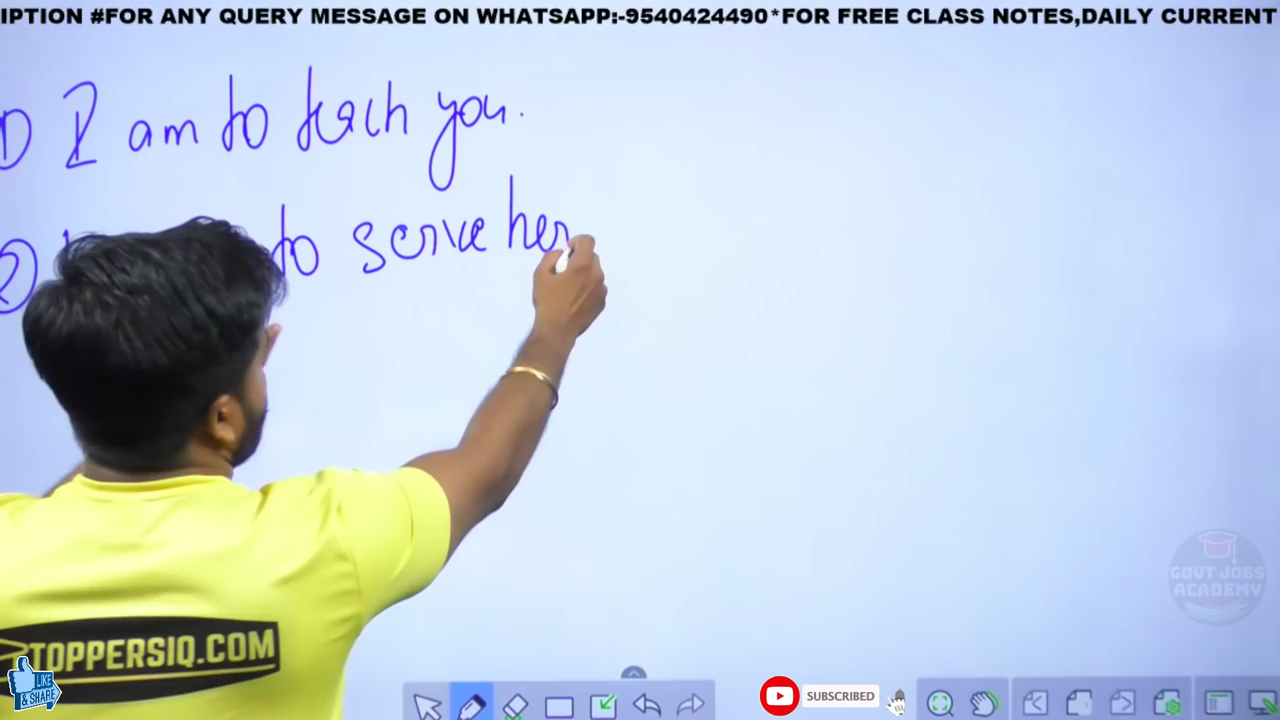 IPTION #FOR ANY QUERY MESSAGE ON WHATSAPP:-9540424490*FOR FREE CLASS NOTES,DAILY CURRENT
1) I am to teach you.
② to serve her
TOPPERSIQ.COM
GOVT JOBS
ACADEMY
LIKE
& SHARE
SUBSCRIBED